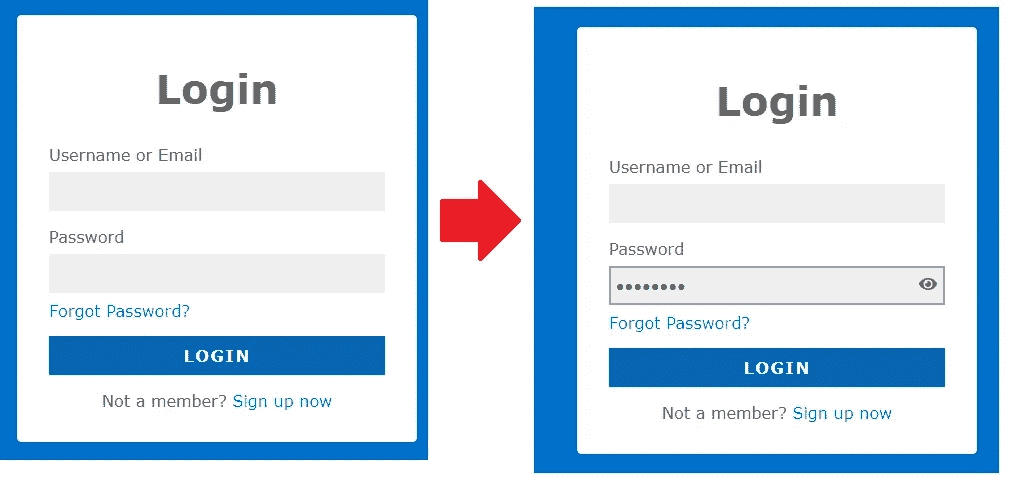 Login
Username or Email
Password
Forgot Password?
LOGIN
Not a member? Sign up now
Login
Username or Email
Password
••••••••
Forgot Password?
LOGIN
Not a member? Sign up now